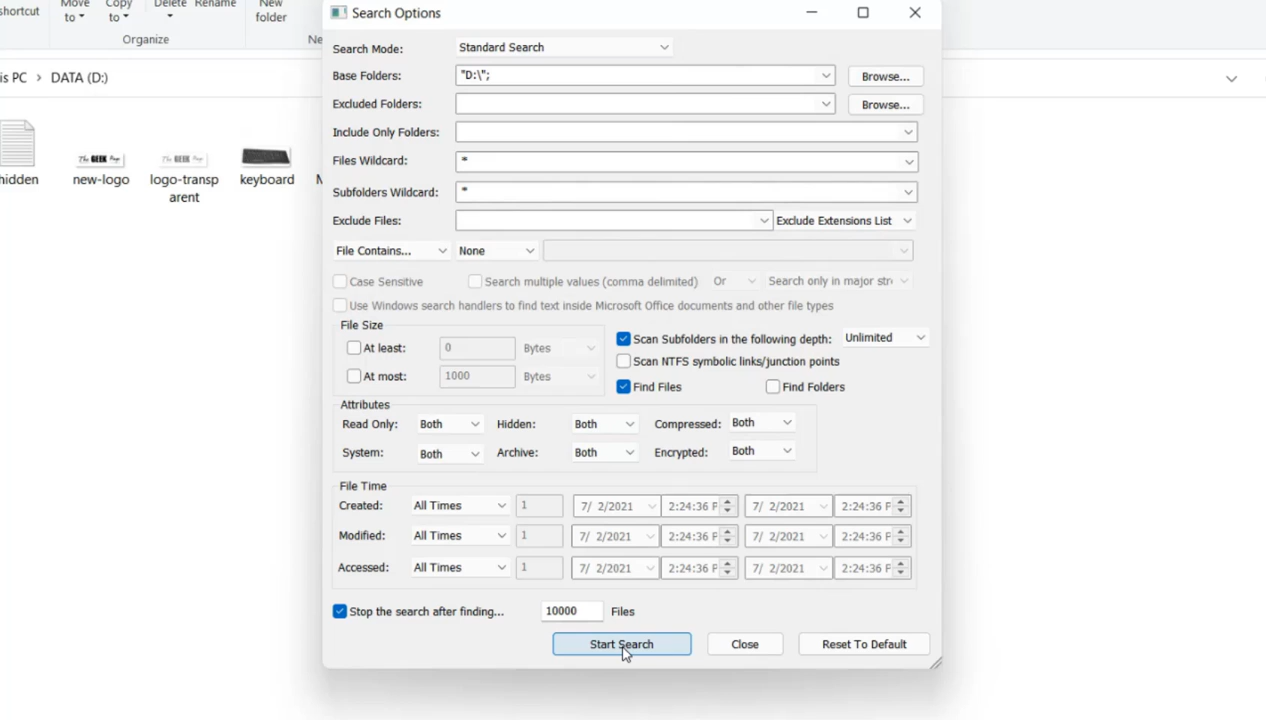 shortcut
Move
to
Copy
to
Delete
Rename
New
folder
Organize
Ne
is PC > DATA (D:)
hidden
The GEEK Page
new-logo
The GEEK Page
logo-transp
arent
keyboard
Search Options
Search Mode: Standard Search
Base Folders: "D:\"; Browse...
Excluded Folders: Browse...
Include Only Folders:
Files Wildcard: *
Subfolders Wildcard: *
Exclude Files: Exclude Extensions List
File Contains... None
Case Sensitive Search multiple values (comma delimited) Or Search only in major stre
Use Windows search handlers to find text inside Microsoft Office documents and other file types
File Size
At least: 0 Bytes
At most: 1000 Bytes
Scan Subfolders in the following depth: Unlimited
Scan NTFS symbolic links/junction points
Find Files Find Folders
Attributes
Read Only: Both Hidden: Both Compressed: Both
System: Both Archive: Both Encrypted: Both
File Time
Created: All Times 1 7/ 2/2021 2:24:36 P 7/ 2/2021 2:24:36 P
Modified: All Times 1 7/ 2/2021 2:24:36 P 7/ 2/2021 2:24:36 P
Accessed: All Times 1 7/ 2/2021 2:24:36 P 7/ 2/2021 2:24:36 P
Stop the search after finding... 10000 Files
Start Search Close Reset To Default